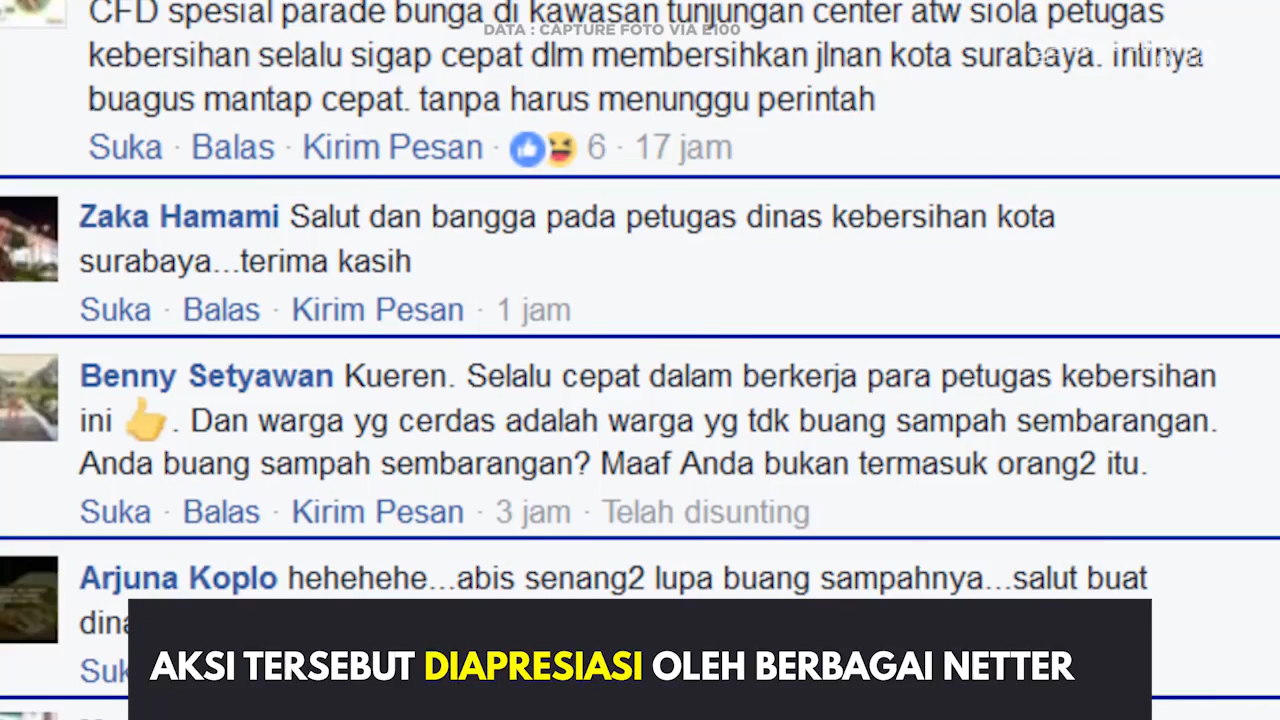 CFD spesial parade bunga di kawasan tunjungan center atw siola petugas
DATA : CAPTURE FOTO VIA E100
kebersihan selalu sigap cepat dlm membersihkan jlnan kota surabaya. intinya
buagus mantap cepat. tanpa harus menunggu perintah
Suka · Balas · Kirim Pesan · 6 · 17 jam
Zaka Hamami Salut dan bangga pada petugas dinas kebersihan kota
surabaya...terima kasih
Suka · Balas · Kirim Pesan · 1 jam
Benny Setyawan Kueren. Selalu cepat dalam berkerja para petugas kebersihan
ini 👍. Dan warga yg cerdas adalah warga yg tdk buang sampah sembarangan.
Anda buang sampah sembarangan? Maaf Anda bukan termasuk orang2 itu.
Suka · Balas · Kirim Pesan · 3 jam · Telah disunting
Arjuna Koplo hehehehe...abis senang2 lupa buang sampahnya...salut buat
AKSI TERSEBUT DIAPRESIASI OLEH BERBAGAI NETTER